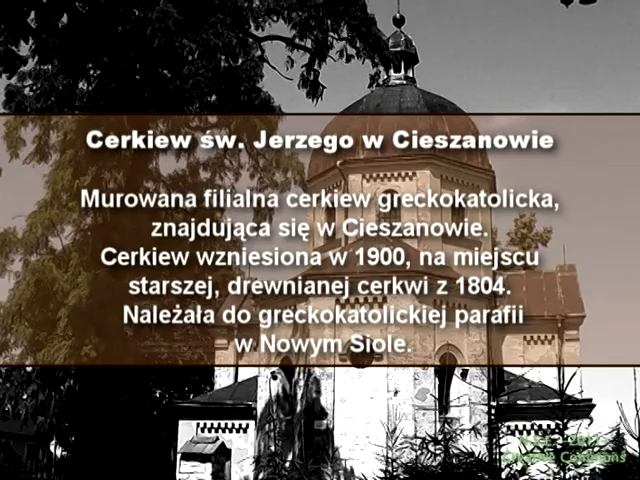 Cerkiew św. Jerzego w Cieszanowie
Murowana filialna cerkiew greckokatolicka,
znajdująca się w Cieszanowie.
Cerkiew wzniesiona w 1900, na miejscu
starszej, drewnianej cerkwi z 1804.
Należała do greckokatolickiej parafii
w Nowym Siole.
Commons